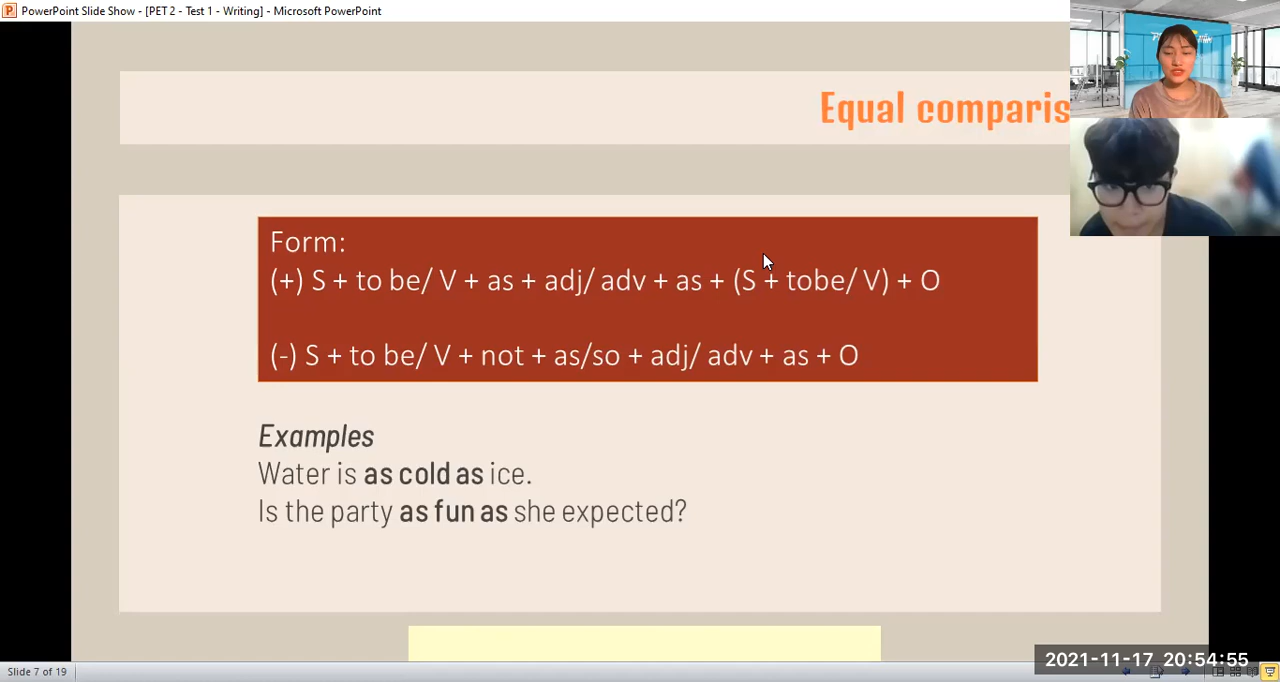 PowerPoint Slide Show - [PET 2 - Test 1 - Writing] - Microsoft PowerPoint
Equal comparis
Form:
(+) S + to be/ V + as + adj/ adv + as + (S + tobe/ V) + O
(-) S + to be/ V + not + as/so + adj/ adv + as + O
Examples
Water is as cold as ice.
Is the party as fun as she expected?
2021-11-17 20:54:55
Slide 7 of 19